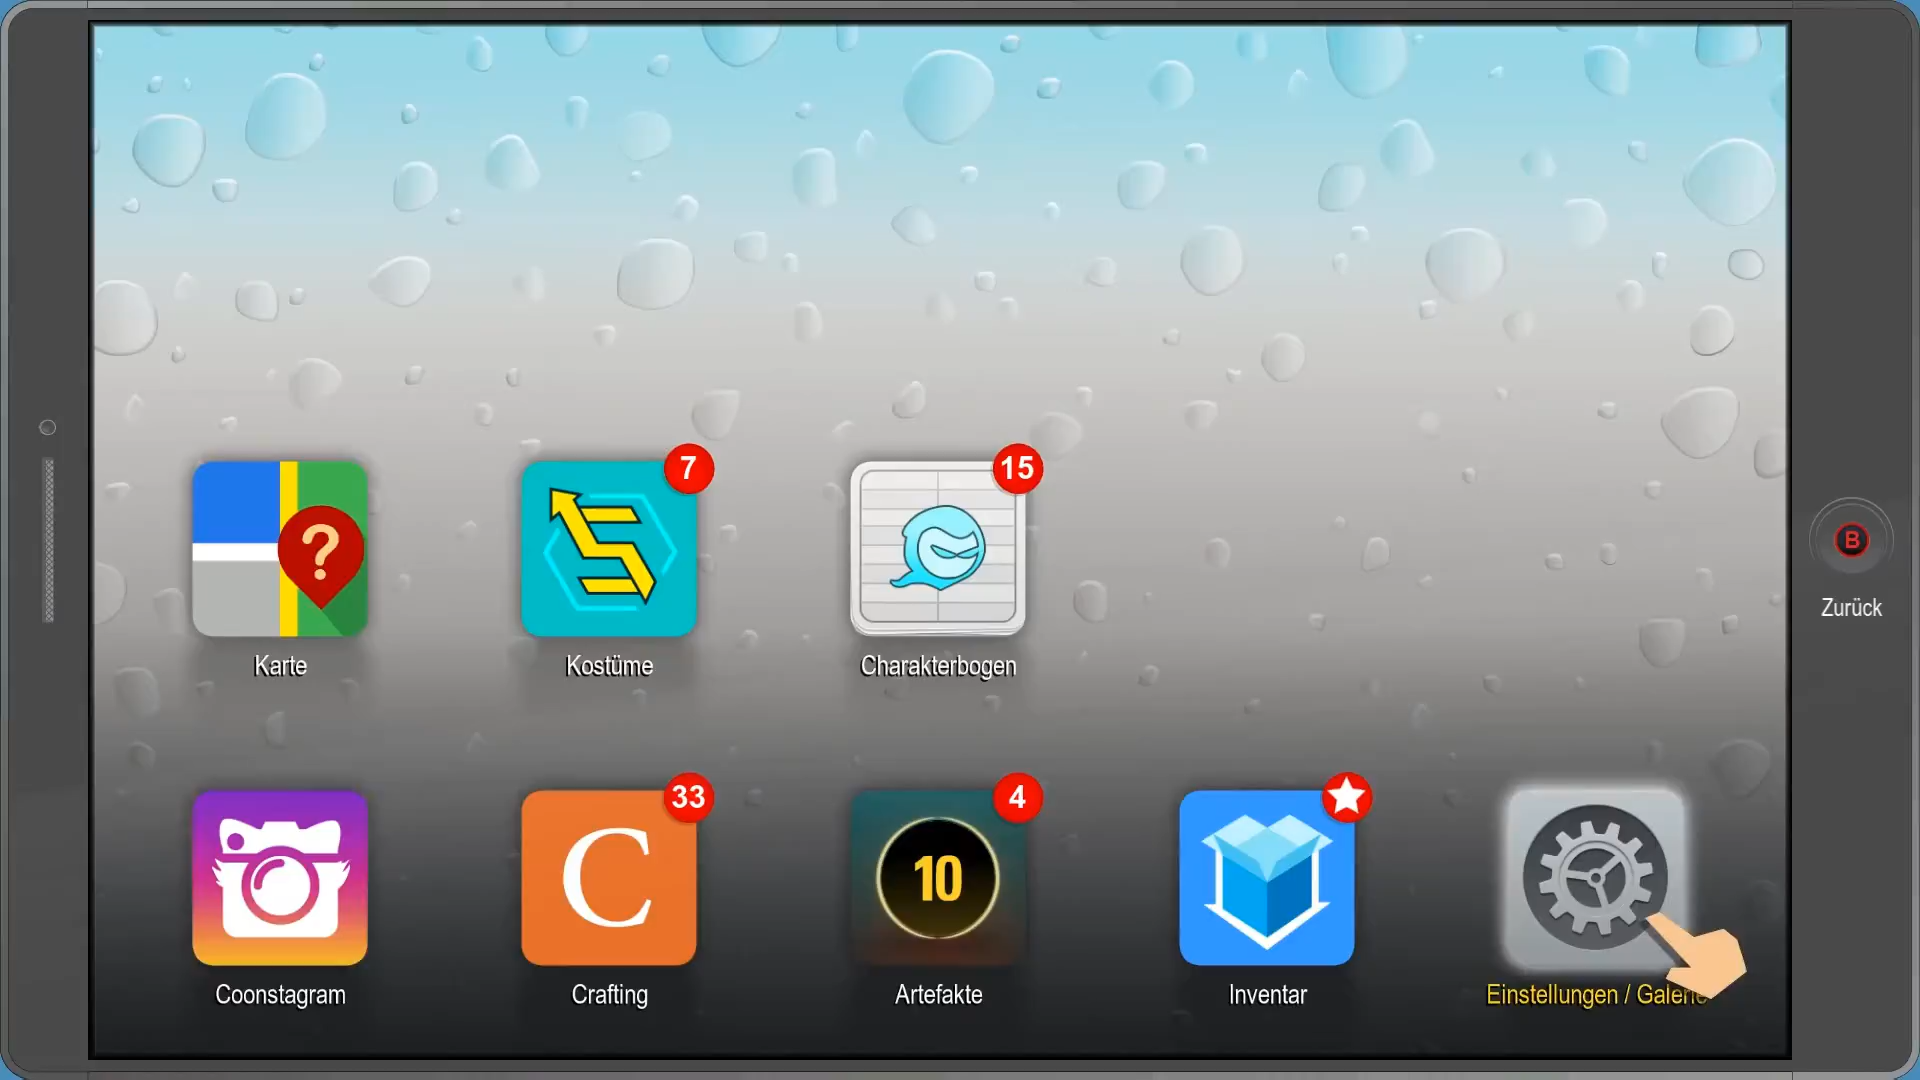 7
15
?
B
Zurück
Karte
Kostüme
Charakterbogen
33
4
C
10
Coonstagram
Crafting
Artefakte
Inventar
Einstellungen / Galerie